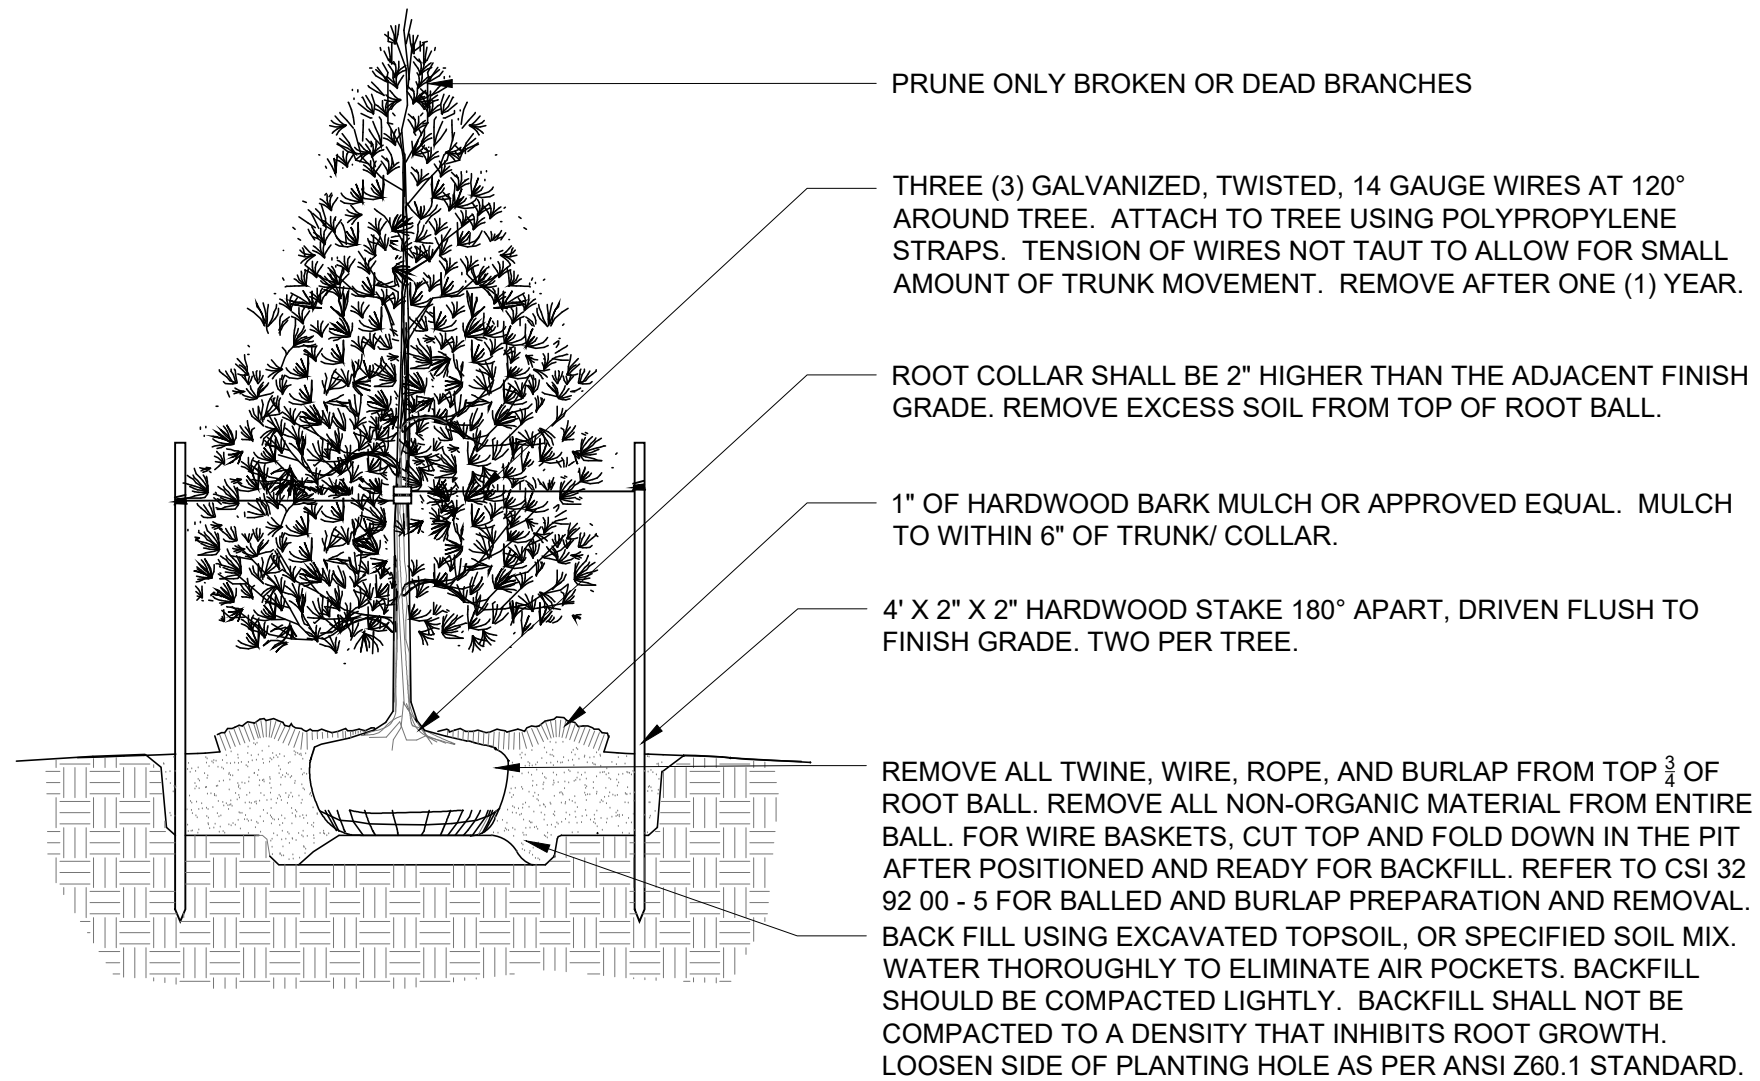 PRUNE ONLY BROKEN OR DEAD BRANCHES
THREE (3) GALVANIZED, TWISTED, 14 GAUGE WIRES AT 120°
AROUND TREE.  ATTACH TO TREE USING POLYPROPYLENE
STRAPS.  TENSION OF WIRES NOT TAUT TO ALLOW FOR SMALL
AMOUNT OF TRUNK MOVEMENT.  REMOVE AFTER ONE (1) YEAR.
ROOT COLLAR SHALL BE 2" HIGHER THAN THE ADJACENT FINISH
GRADE. REMOVE EXCESS SOIL FROM TOP OF ROOT BALL.
1" OF HARDWOOD BARK MULCH OR APPROVED EQUAL.  MULCH
TO WITHIN 6" OF TRUNK/ COLLAR.
4' X 2" X 2" HARDWOOD STAKE 180° APART, DRIVEN FLUSH TO
FINISH GRADE. TWO PER TREE.
REMOVE ALL TWINE, WIRE, ROPE, AND BURLAP FROM TOP 3/4 OF
ROOT BALL. REMOVE ALL NON-ORGANIC MATERIAL FROM ENTIRE
BALL. FOR WIRE BASKETS, CUT TOP AND FOLD DOWN IN THE PIT
AFTER POSITIONED AND READY FOR BACKFILL. REFER TO CSI 32
92 00 - 5 FOR BALLED AND BURLAP PREPARATION AND REMOVAL.
BACK FILL USING EXCAVATED TOPSOIL, OR SPECIFIED SOIL MIX.
WATER THOROUGHLY TO ELIMINATE AIR POCKETS. BACKFILL
SHOULD BE COMPACTED LIGHTLY.  BACKFILL SHALL NOT BE
COMPACTED TO A DENSITY THAT INHIBITS ROOT GROWTH.
LOOSEN SIDE OF PLANTING HOLE AS PER ANSI Z60.1 STANDARD.